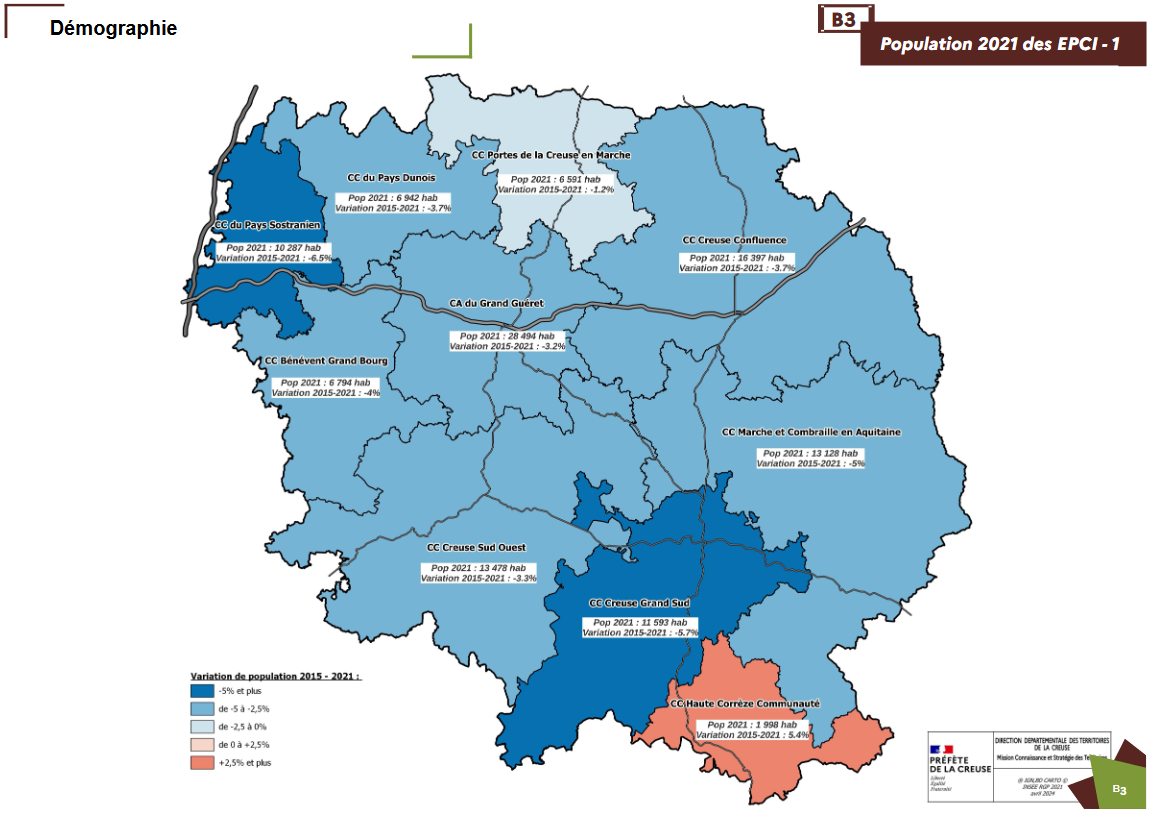 Démographie
B3
Population 2021 des EPCI - 1
CC Portes de la Creuse en Marche
Pop 2021 : 6 591 hab
Variation 2015-2021 : -1.2%
CC du Pays Dunois
Pop 2021 : 6 942 hab
Variation 2015-2021 : -3.7%
CC du Pays Sostranien
Pop 2021 : 10 287 hab
Variation 2015-2021 : -6.5%
CC Creuse Confluence
Pop 2021 : 16 397 hab
Variation 2015-2021 : -3.7%
CA du Grand Guéret
Pop 2021 : 28 494 hab
Variation 2015-2021 : -3.2%
CC Bénévent Grand Bourg
Pop 2021 : 6 794 hab
Variation 2015-2021 : -4%
CC Marche et Combraille en Aquitaine
Pop 2021 : 13 128 hab
Variation 2015-2021 : -5%
CC Creuse Sud Ouest
Pop 2021 : 13 478 hab
Variation 2015-2021 : -3.3%
CC Creuse Grand Sud
Pop 2021 : 11 593 hab
Variation 2015-2021 : -5.7%
CC Haute Corrèze Communauté
Pop 2021 : 1 998 hab
Variation 2015-2021 : 5.4%
Variation de population 2015 - 2021 :
-5% et plus
de -5 à -2,5%
de -2,5 à 0%
de 0 à +2,5%
+2,5% et plus
PRÉFÈTE
DE LA CREUSE
Liberté
Égalité
Fraternité
DIRECTION DEPARTEMENTALE DES TERRITOIRES
DE LA CREUSE
Mission Connaissance et Stratégie des
CARTO ©
INSEE RGP 2021
avril 2024
B3